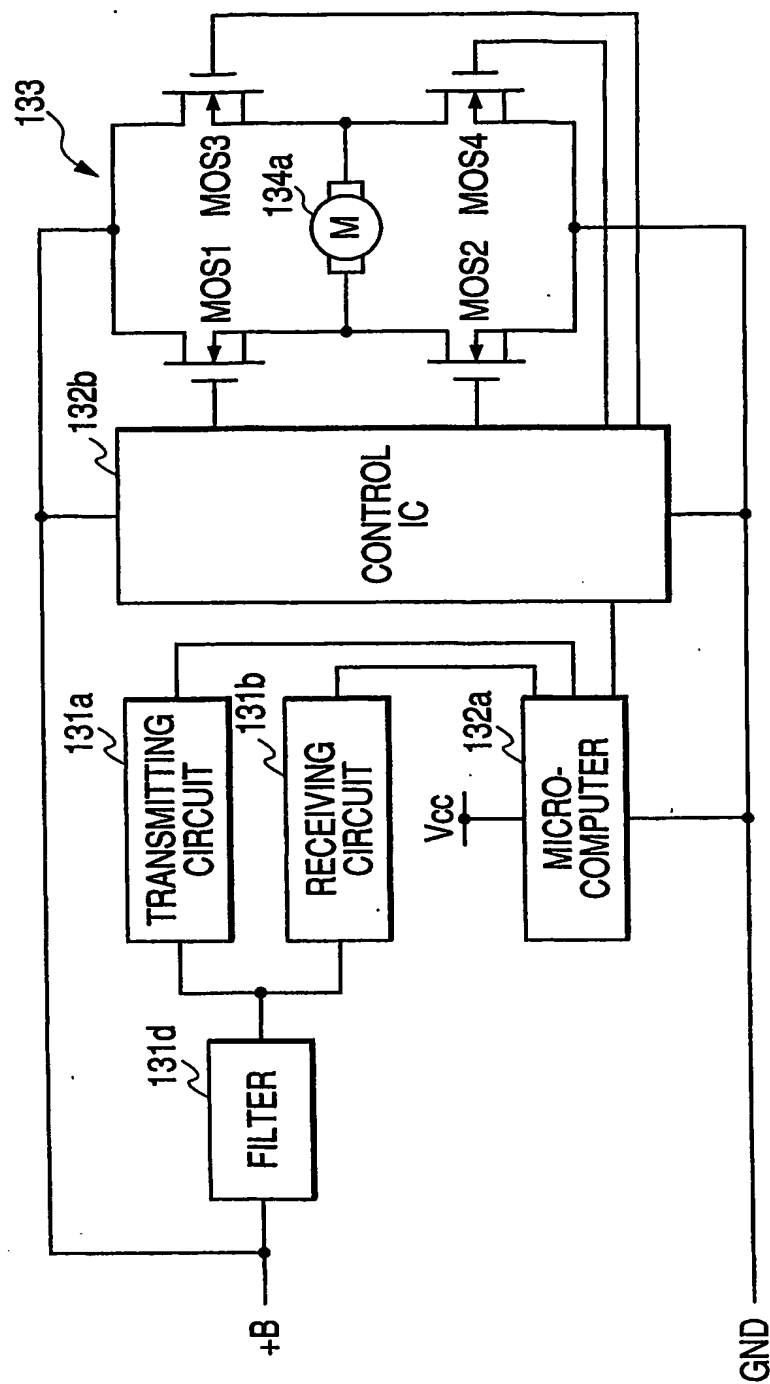 133
132b
MOS1
MOS3
M
134a
MOS2
MOS4
CONTROL
IC
131a
TRANSMITTING
CIRCUIT
131b
RECEIVING
CIRCUIT
131d
FILTER
Vcc
132a
MICRO-
COMPUTER
+B
GND